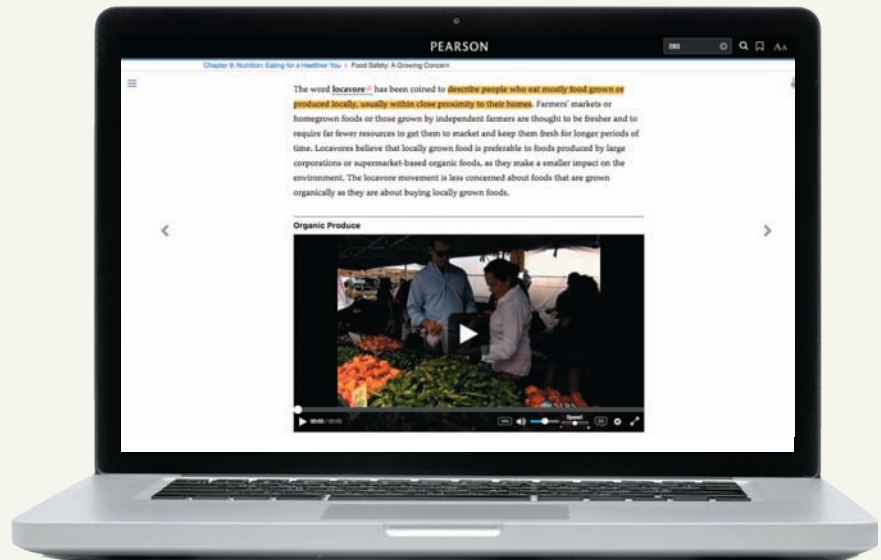 PEARSON
283
AA
Chapter 9: Nutrition: Eating for a Healthier You › Food Safety: A Growing Concern
The word locavore has been coined to describe people who eat mostly food grown or
produced locally, usually within close proximity to their homes. Farmers' markets or
homegrown foods or those grown by independent farmers are thought to be fresher and to
require far fewer resources to get them to market and keep them fresh for longer periods of
time. Locavores believe that locally grown food is preferable to foods produced by large
corporations or supermarket-based organic foods, as they make a smaller impact on the
environment. The locavore movement is less concerned about foods that are grown
organically as they are about buying locally grown foods.
Organic Produce
Speed